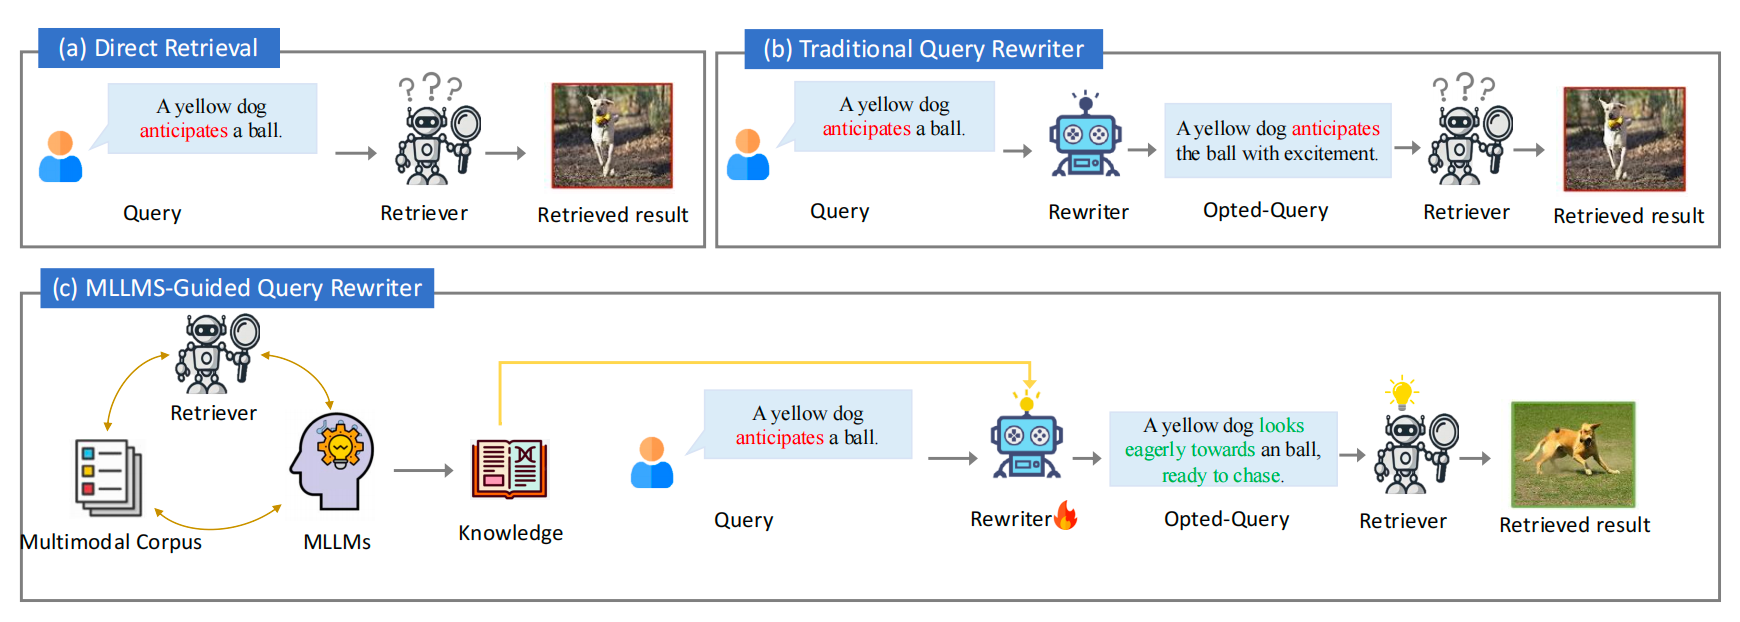 (a) Direct Retrieval
A yellow dog
anticipates a ball.
???
Query
Retriever
Retrieved result
(b) Traditional Query Rewriter
A yellow dog
anticipates a ball.
A yellow dog anticipates
the ball with excitement.
???
Query
Rewriter
Opted-Query
Retriever
Retrieved result
(c) MLLMS-Guided Query Rewriter
Retriever
Multimodal Corpus
MLLMs
Knowledge
A yellow dog
anticipates a ball.
Query
Rewriter
A yellow dog looks
eagerly towards an ball,
ready to chase.
Opted-Query
Retriever
Retrieved result